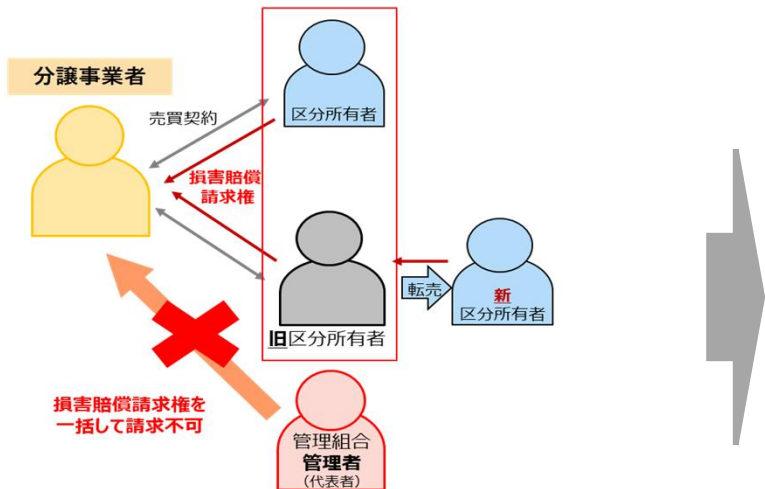 分譲事業者
売買契約
区分所有者
損害賠償
請求権
転売
新
区分所有者
旧区分所有者
損害賠償請求権を
一括して請求不可
管理組合
管理者
(代表者)